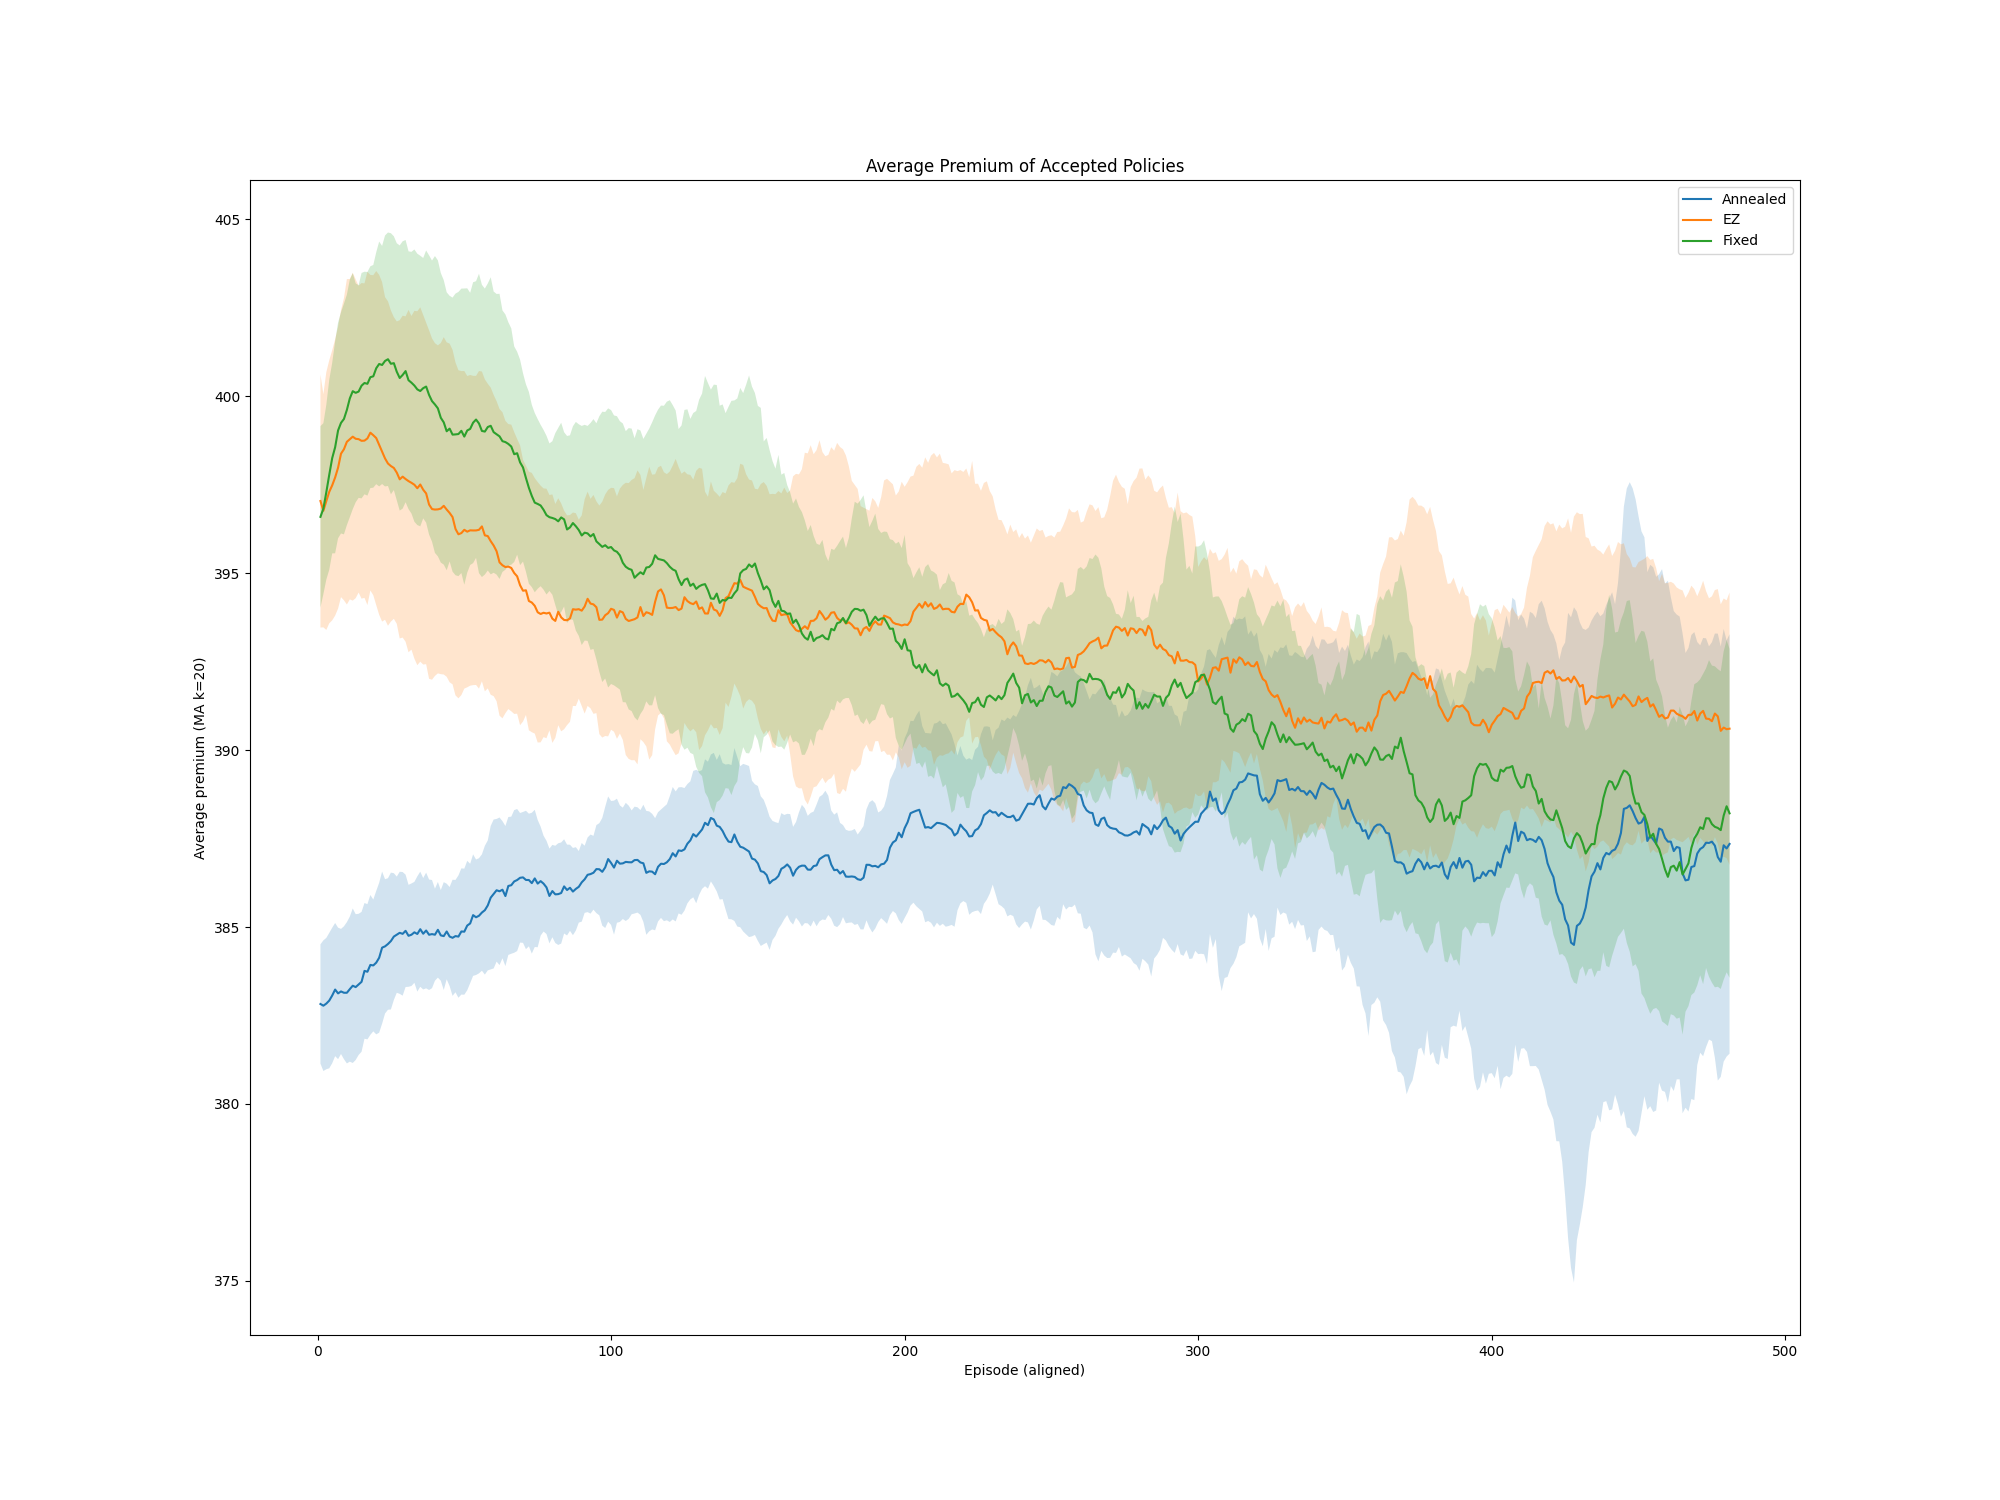 Average Premium of Accepted Policies
Annealed
EZ
Fixed
Average premium (MA k=20)
405
400
395
390
385
380
375
0 100 200 300 400 500
Episode (aligned)